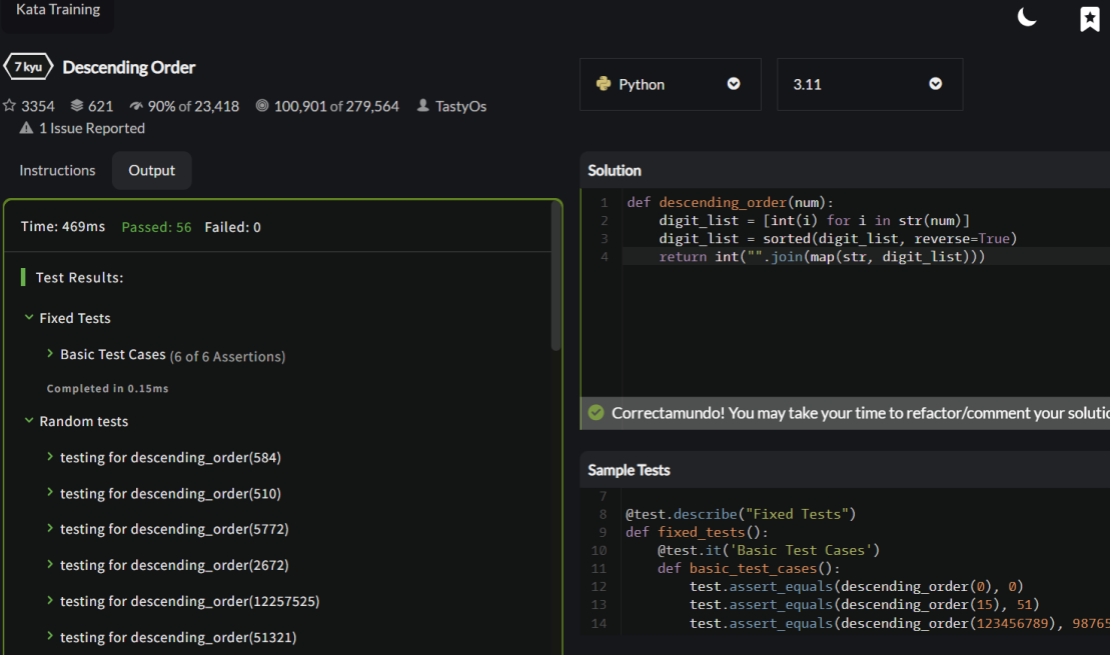 Kata Training
7 kyu Descending Order
3354 621 90% of 23,418 100,901 of 279,564 TastyOs
1 Issue Reported
Instructions Output
Time: 469ms Passed: 56 Failed: 0
Test Results:
Fixed Tests
Basic Test Cases (6 of 6 Assertions)
Completed in 0.15ms
Random tests
testing for descending_order(584)
testing for descending_order(510)
testing for descending_order(5772)
testing for descending_order(2672)
testing for descending_order(12257525)
testing for descending_order(51321)
Python 3.11
Solution
1 def descending_order(num):
2     digit_list = [int(i) for i in str(num)]
3     digit_list = sorted(digit_list, reverse=True)
4     return int("".join(map(str, digit_list)))
Correctamundo! You may take your time to refactor/comment your solutio
Sample Tests
7
8 @test.describe("Fixed Tests")
9 def fixed_tests():
10     @test.it('Basic Test Cases')
11     def basic_test_cases():
12         test.assert_equals(descending_order(0), 0)
13         test.assert_equals(descending_order(15), 51)
14         test.assert_equals(descending_order(123456789), 98765